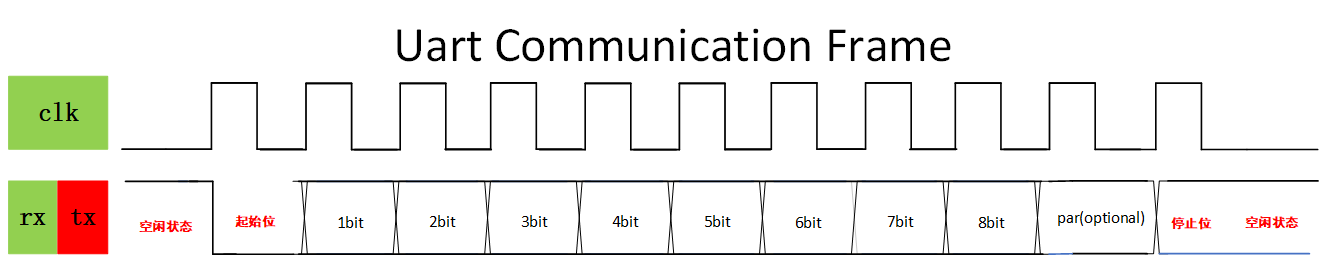 Uart Communication Frame
clk
rx tx 空闲状态 起始位 1bit 2bit 3bit 4bit 5bit 6bit 7bit 8bit par(optional) 停止位 空闲状态